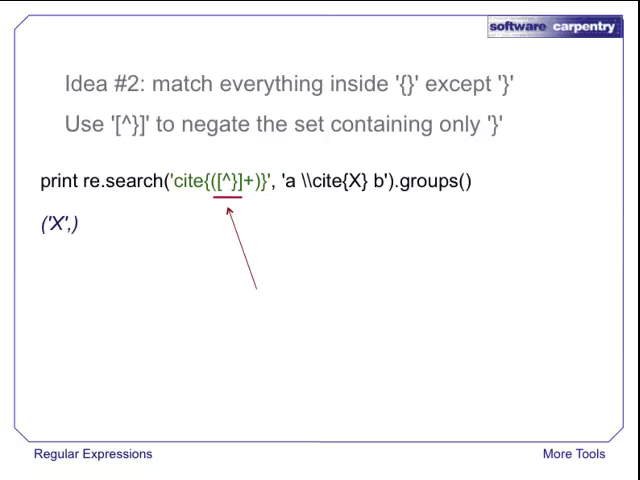 software carpentry
Idea #2: match everything inside '{}' except '}'
Use '[^}]' to negate the set containing only '}'
print re.search('cite{([^}]+)}', 'a \\cite{X} b').groups()
('X',)
Regular Expressions
More Tools